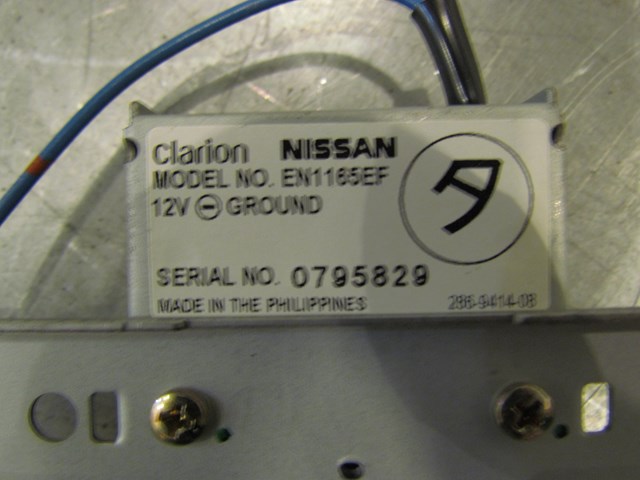 Clarion NISSAN
MODEL NO. EN1165EF
12V ⊖ GROUND
SERIAL NO. 0795829
MADE IN THE PHILIPPINES 286-9414-08